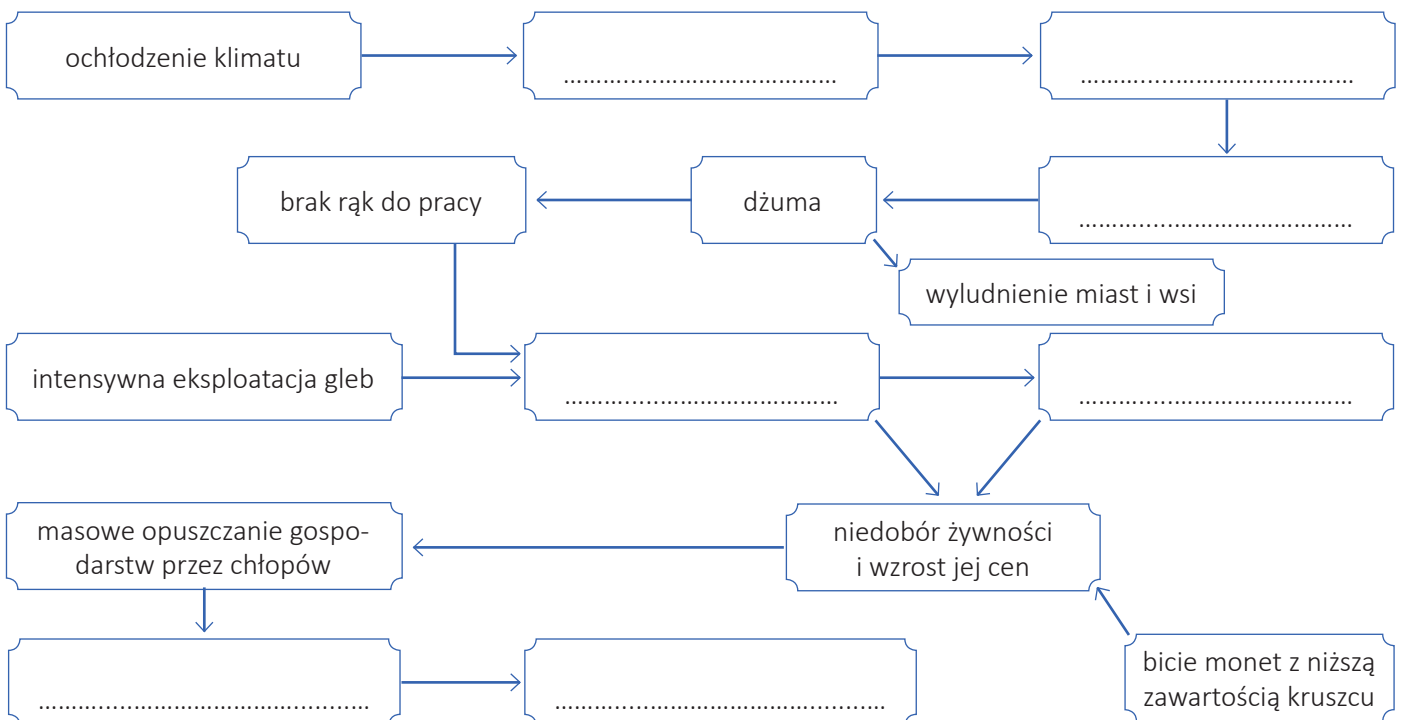 ochłodzenie klimatu
..........................................
..........................................
brak rąk do pracy
dżuma
..........................................
wyludnienie miast i wsi
intensywna eksploatacja gleb
..........................................
..........................................
masowe opuszczanie gospo-
darstw przez chłopów
niedobór żywności
i wzrost jej cen
..................................................
..................................................
bicie monet z niższą
zawartością kruszcu